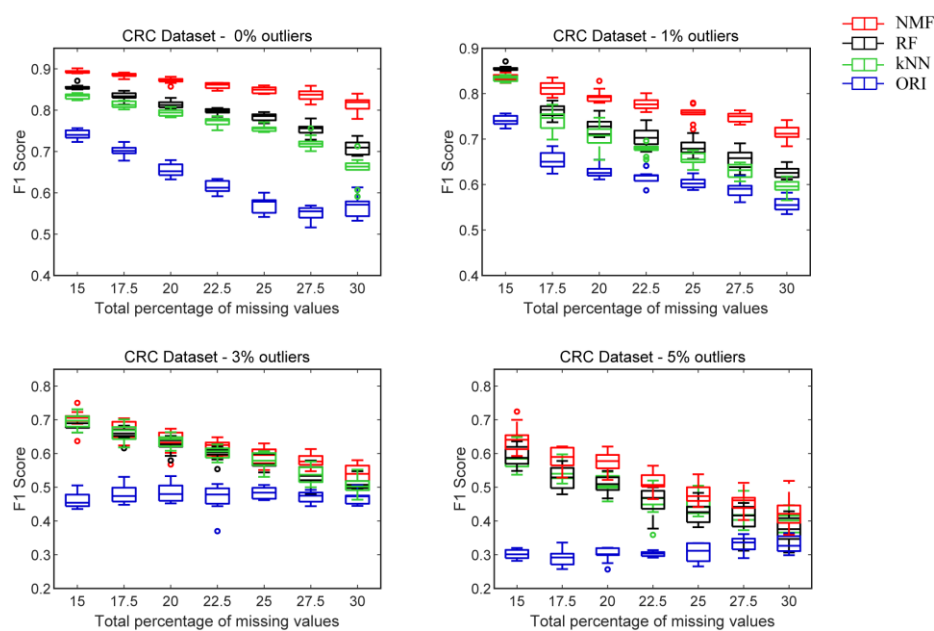 CRC Dataset - 0% outliers
0.9
0.8
0.7
0.6
0.5
0.4
F1 Score
15 17.5 20 22.5 25 27.5 30
Total percentage of missing values
CRC Dataset - 1% outliers
0.9
0.8
0.7
0.6
0.5
0.4
F1 Score
15 17.5 20 22.5 25 27.5 30
Total percentage of missing values
NMF
RF
kNN
ORI
CRC Dataset - 3% outliers
0.8
0.7
0.6
0.5
0.4
0.3
0.2
F1 Score
15 17.5 20 22.5 25 27.5 30
Total percentage of missing values
CRC Dataset - 5% outliers
0.8
0.7
0.6
0.5
0.4
0.3
0.2
F1 Score
15 17.5 20 22.5 25 27.5 30
Total percentage of missing values